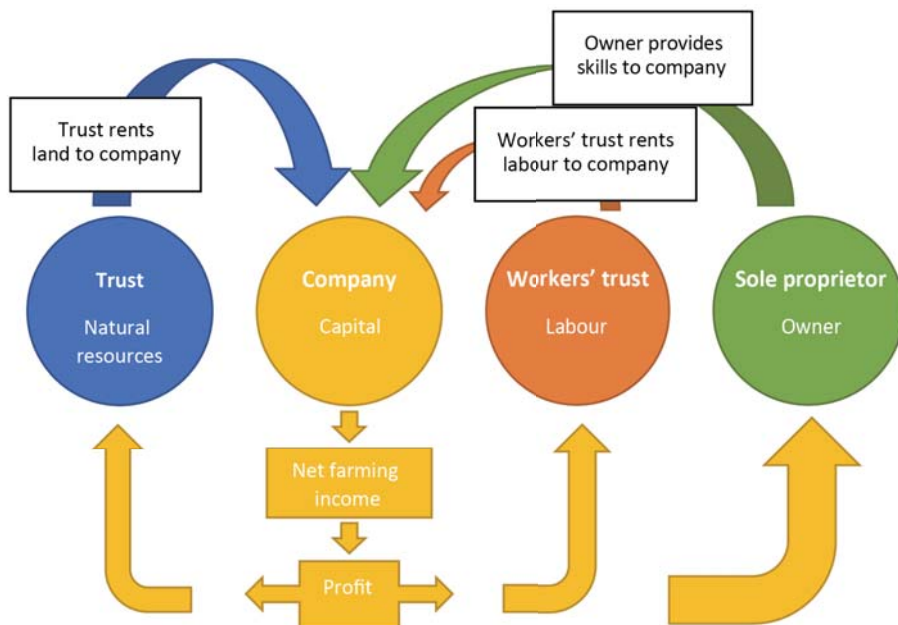 Owner provides
skills to company
Trust rents
land to company
Workers’ trust rents
labour to company
Trust
Natural
resources
Company
Capital
Workers’ trust
Labour
Sole proprietor
Owner
Net farming
income
Profit